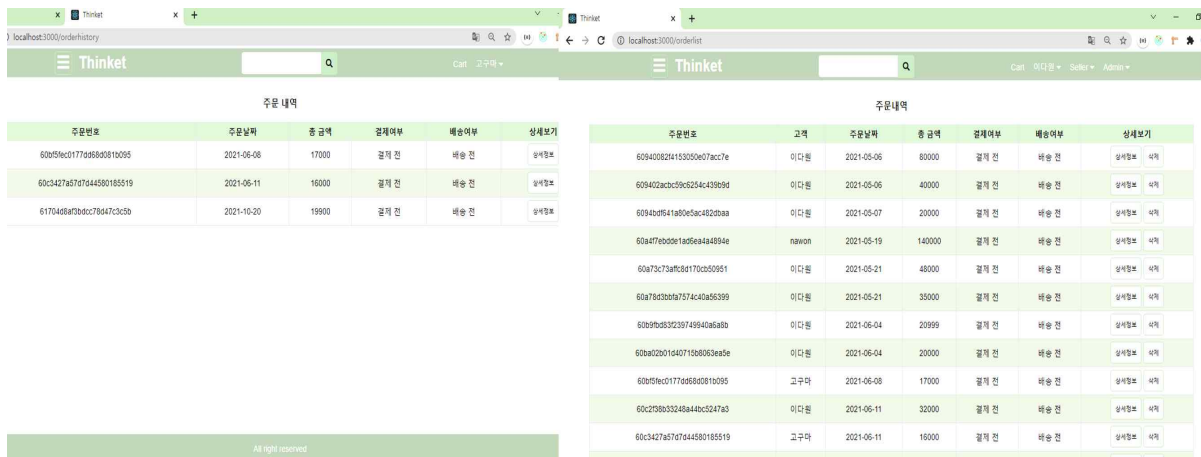 Thinket
localhost:3000/orderhistory
Thinket
Cart 고구마
주문 내역
주문번호 주문날짜 총 금액 결제여부 배송여부 상세보기
60bf5fec0177dd68d081b095 2021-06-08 17000 결제 전 배송 전 상세정보
60c3427a57d7d44580185519 2021-06-11 16000 결제 전 배송 전 상세정보
61704d8af3bdcc78d47c3c5b 2021-10-20 19900 결제 전 배송 전 상세정보
All right reserved
Thinket
localhost:3000/orderlist
Thinket
Cart 이다원 Seller Admin
주문내역
주문번호 고객 주문날짜 총 금액 결제여부 배송여부 상세보기
60940082f4153050e07acc7e 이다원 2021-05-06 80000 결제 전 배송 전 상세정보 삭제
609402acbc59c6254c439b9d 이다원 2021-05-06 40000 결제 전 배송 전 상세정보 삭제
6094bdf641a80e5ac482dbaa 이다원 2021-05-07 20000 결제 전 배송 전 상세정보 삭제
60a4f7ebdde1ad6ea4a4894e nawon 2021-05-19 140000 결제 전 배송 전 상세정보 삭제
60a73c73affc8d170cb50951 이다원 2021-05-21 48000 결제 전 배송 전 상세정보 삭제
60a78d3bbfa7574c40a56399 이다원 2021-05-21 35000 결제 전 배송 전 상세정보 삭제
60b9fbd83f239749940a6a8b 이다원 2021-06-04 20999 결제 전 배송 전 상세정보 삭제
60ba02b01d40715b8063ea5e 이다원 2021-06-04 20000 결제 전 배송 전 상세정보 삭제
60bf5fec0177dd68d081b095 고구마 2021-06-08 17000 결제 전 배송 전 상세정보 삭제
60c2f36b33248a44bc5247a3 이다원 2021-06-11 32000 결제 전 배송 전 상세정보 삭제
60c3427a57d7d44580185519 고구마 2021-06-11 16000 결제 전 배송 전 상세정보 삭제